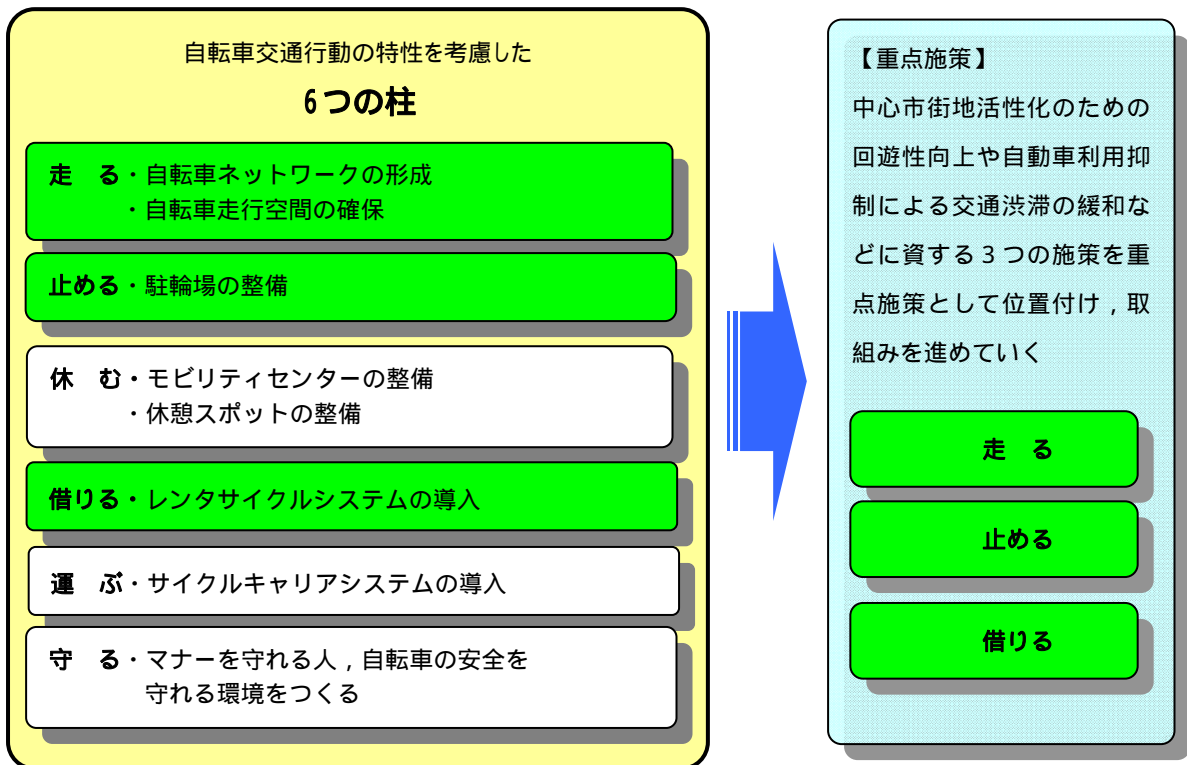 自転車交通行動の特性を考慮した
6つの柱
走　る・自転車ネットワークの形成
・自転車走行空間の確保
止める・駐輪場の整備
休　む・モビリティセンターの整備
・休憩スポットの整備
借りる・レンタサイクルシステムの導入
運　ぶ・サイクルキャリアシステムの導入
守　る・マナーを守れる人，自転車の安全を
守れる環境をつくる
【重点施策】
中心市街地活性化のための
回遊性向上や自動車利用抑
制による交通渋滞の緩和な
どに資する３つの施策を重
点施策として位置付け，取
組みを進めていく
走　る
止める
借りる